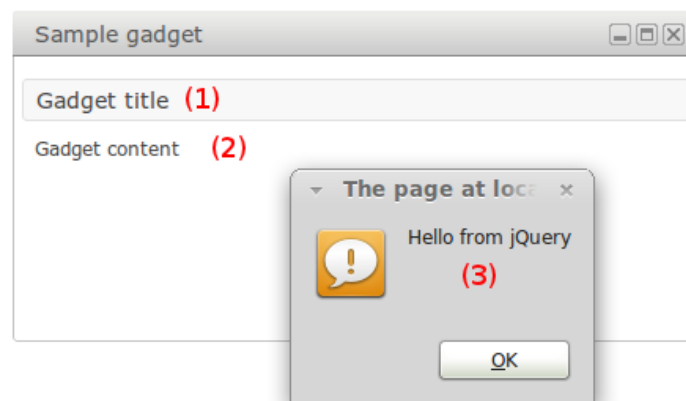 Sample gadget
Gadget title (1)
Gadget content (2)
The page at loca
Hello from jQuery
(3)
OK